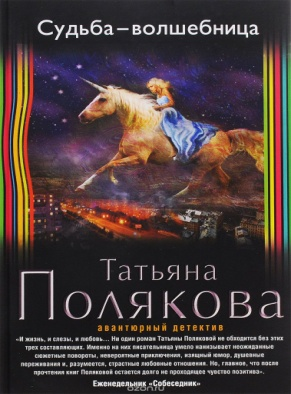 Судьба–волшебница
Татьяна
Полякова
авантюрный детектив
«И жизнь, и слезы, и любовь... Ни один роман Татьяны Поляковой не обходится без этих
трех составляющих. Именно на них писательница умело нанизывает неожиданные
сюжетные повороты, невероятные приключения, изящный юмор, душевные
переживания и, разумеется, страстные любовные отношения. Но, главное, что после
прочтения книг Поляковой остается долго не проходящее чувство позитива».
Еженедельник «Собеседник»
ozon.ru